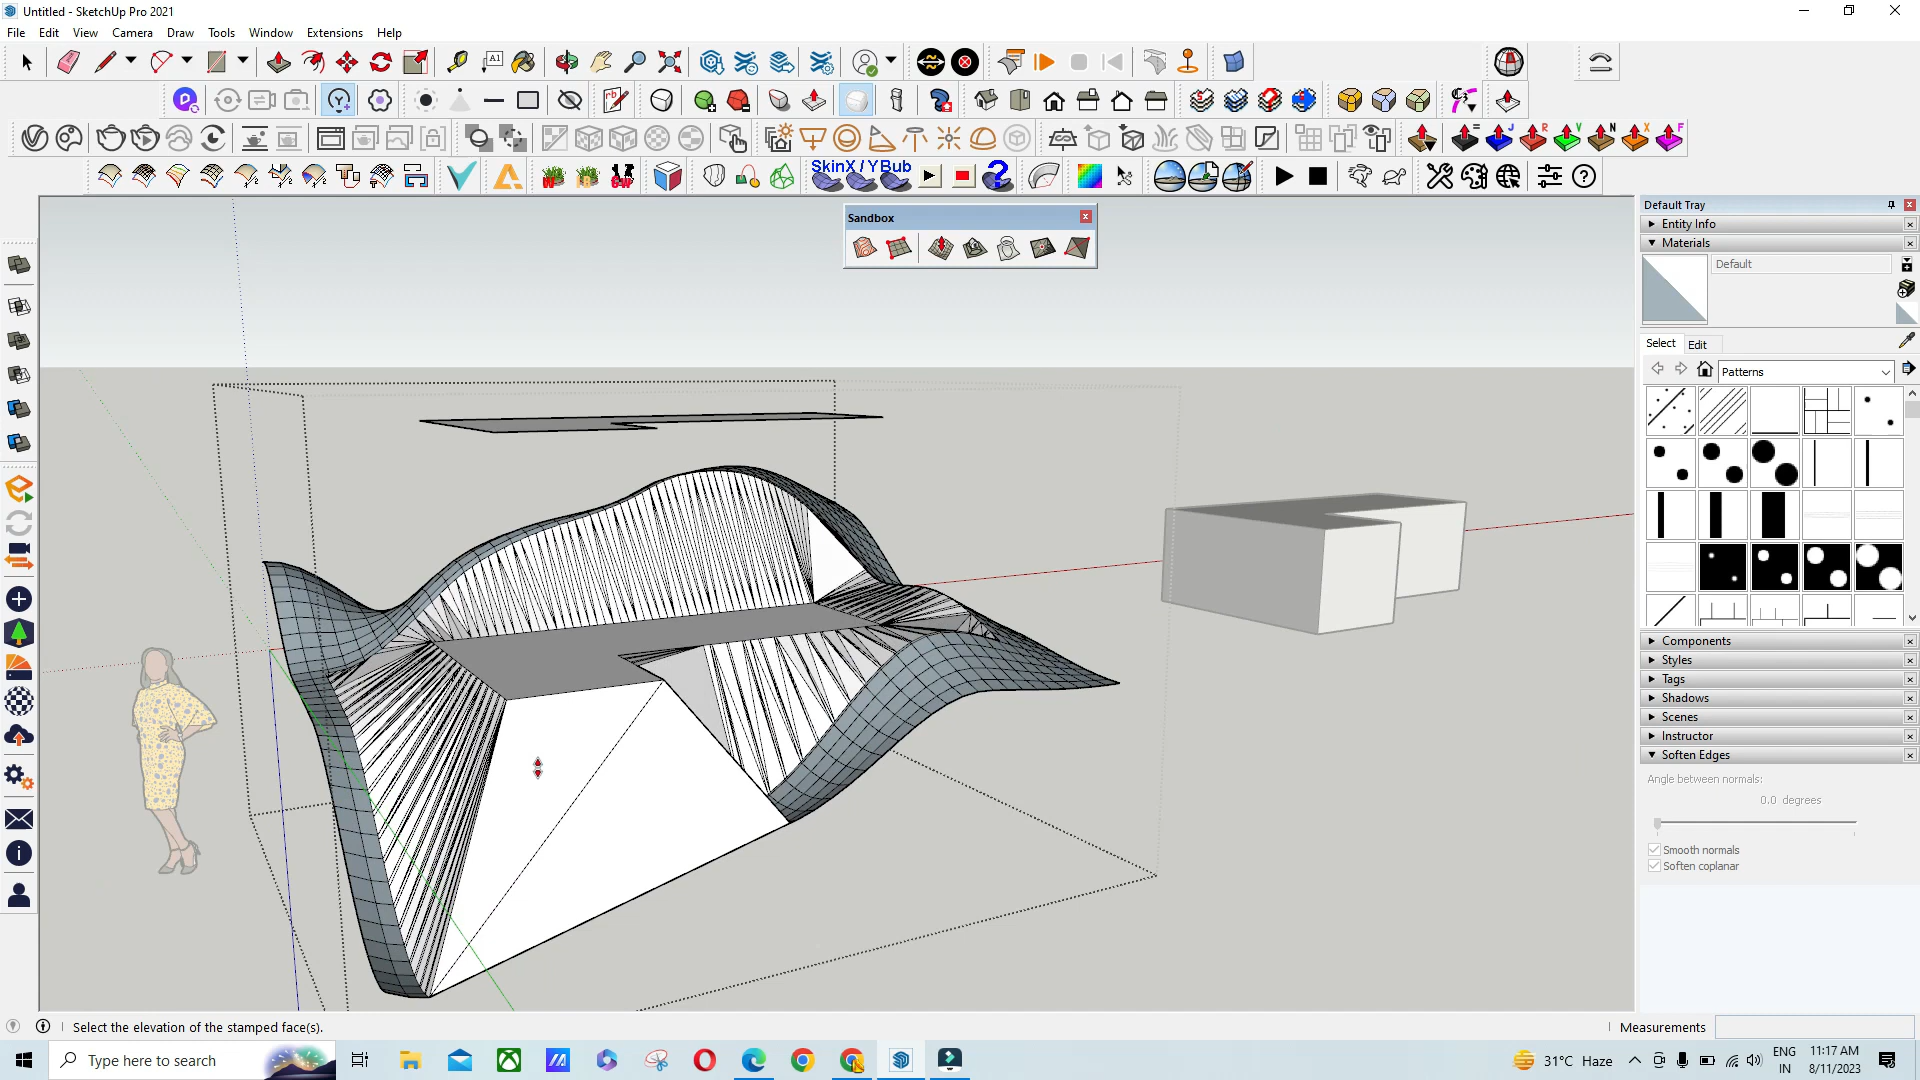 Untitled - SketchUp Pro 2021
File Edit View Camera Draw Tools Window Extensions Help
A1
SkinX / YBub
Sandbox
Default Tray
Entity Info
Materials
Default
Select Edit
Patterns
Components
Styles
Tags
Shadows
Scenes
Instructor
Soften Edges
Angle between normals:
0.0 degrees
Smooth normals
Soften coplanar
Select the elevation of the stamped face(s).
Measurements
Type here to search
31°C Haze
ENG
IN
11:17 AM
8/11/2023